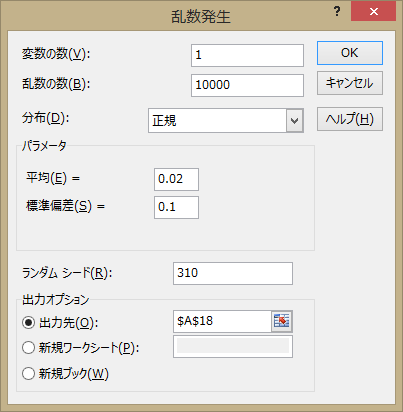 乱数発生 ?
変数の数(V): 1 OK
乱数の数(B): 10000 キャンセル
分布(D): 正規 ヘルプ(H)
パラメータ
平均(E) = 0.02
標準偏差(S) = 0.1
ランダム シード(R): 310
出力オプション
出力先(O): $A$18
新規ワークシート(P):
新規ブック(W)